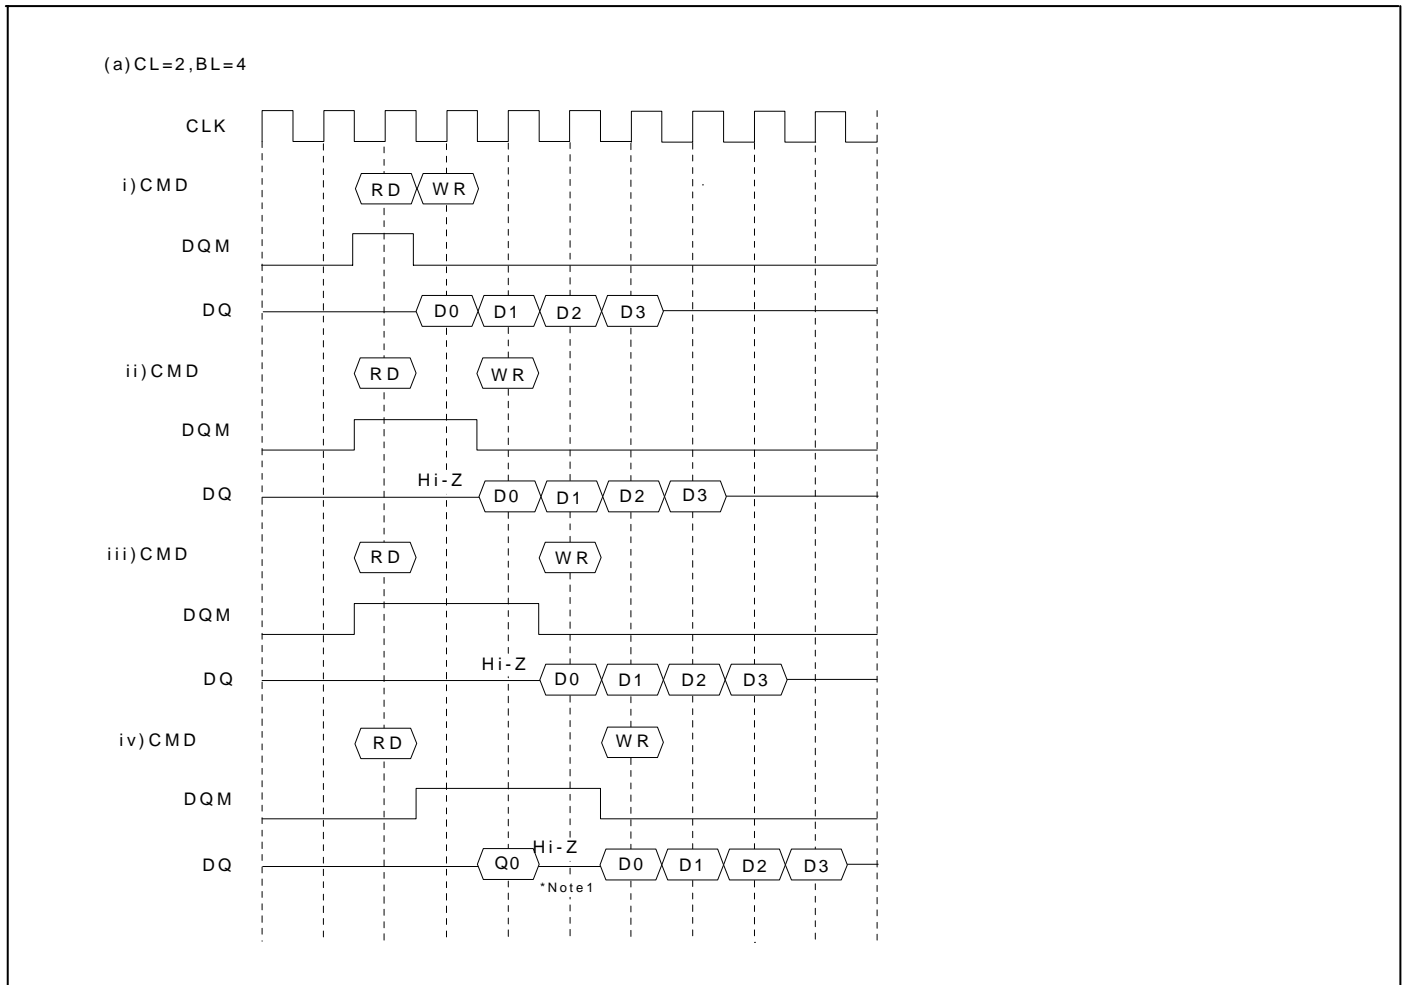 (a)CL=2,BL=4
CLK
i)CMD RD WR
DQM
DQ D0 D1 D2 D3
ii)CMD RD WR
DQM
Hi-Z
DQ D0 D1 D2 D3
iii)CMD RD WR
DQM
Hi-Z
DQ D0 D1 D2 D3
iv)CMD RD WR
DQM
Hi-Z
DQ Q0 D0 D1 D2 D3
*Note1